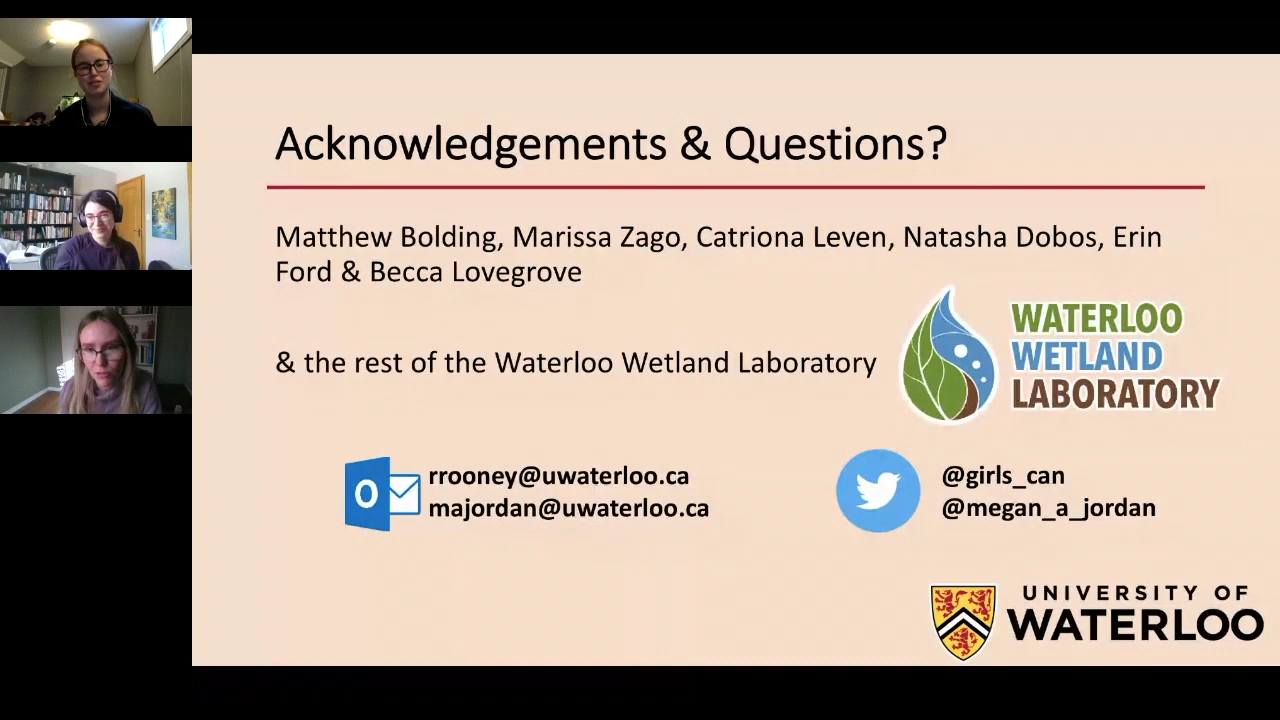 Acknowledgements & Questions?
Matthew Bolding, Marissa Zago, Catriona Leven, Natasha Dobos, Erin
Ford & Becca Lovegrove
& the rest of the Waterloo Wetland Laboratory
WATERLOO
WETLAND
LABORATORY
rrooney@uwaterloo.ca
majordan@uwaterloo.ca
@girls_can
@megan_a_jordan
UNIVERSITY OF
WATERLOO